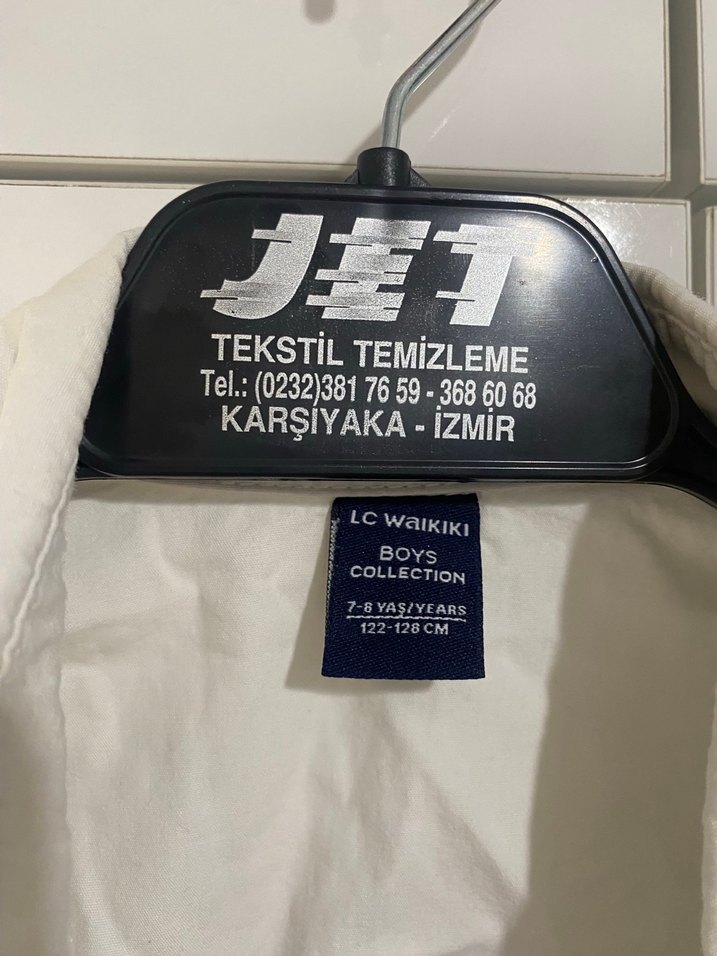 JET
TEKSTİL TEMİZLEME
Tel.: (0232)381 76 59 - 368 60 68
KARŞIYAKA - İZMİR
LC WAIKIKI
BOYS
COLLECTION
7-8 YAŞ/YEARS
122-128 CM